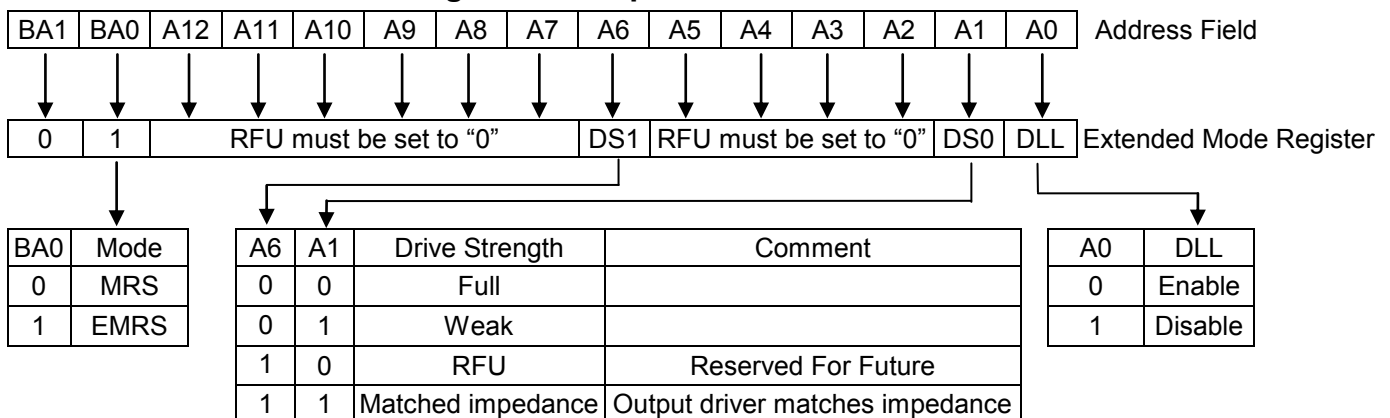 BA1 BA0 A12 A11 A10 A9 A8 A7 A6 A5 A4 A3 A2 A1 A0 Address Field
0 1 RFU must be set to “0” DS1 RFU must be set to “0” DS0 DLL Extended Mode Register
BA0 Mode
0 MRS
1 EMRS
A6 A1 Drive Strength Comment
0 0 Full
0 1 Weak
1 0 RFU Reserved For Future
1 1 Matched impedance Output driver matches impedance
A0 DLL
0 Enable
1 Disable